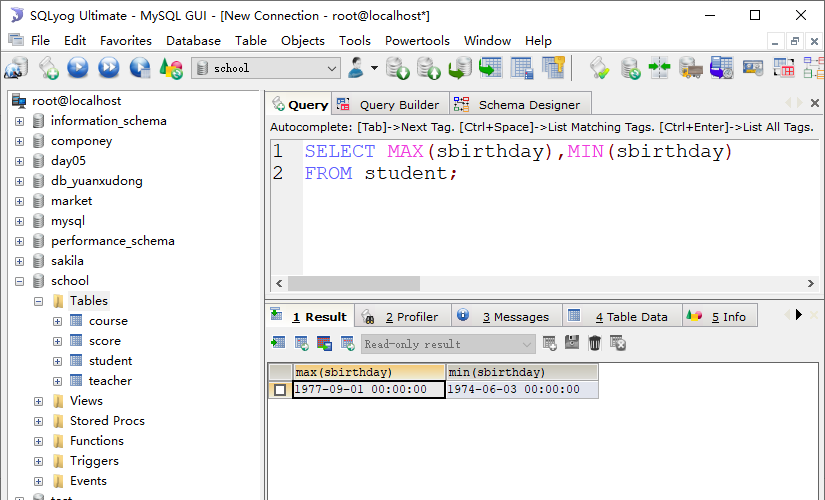 SQLyog Ultimate - MySQL GUI - [New Connection - root@localhost*]
File Edit Favorites Database Table Objects Tools Powertools Window Help
school
root@localhost
information_schema
componey
day05
db_yuanxudong
market
mysql
performance_schema
sakila
school
Tables
course
score
student
teacher
Views
Stored Procs
Functions
Triggers
Events
Query Query Builder Schema Designer
Autocomplete: [Tab]->Next Tag. [Ctrl+Space]->List Matching Tags. [Ctrl+Enter]->List All Tags.
1 SELECT MAX(sbirthday),MIN(sbirthday)
2 FROM student;
1 Result 2 Profiler 3 Messages 4 Table Data 5 Info
Read-only result
max(sbirthday) min(sbirthday)
1977-09-01 00:00:00 1974-06-03 00:00:00